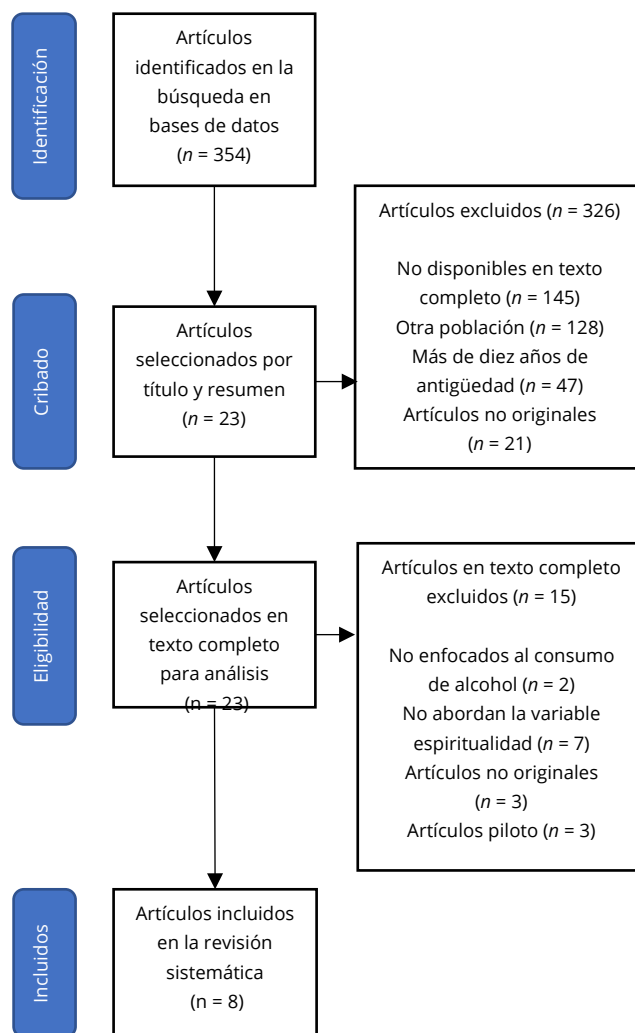 Identificación
Artículos
identificados en la
búsqueda en
bases de datos
(n = 354)
Cribado
Artículos
seleccionados por
título y resumen
(n = 23)
Artículos excluidos (n = 326)
No disponibles en texto
completo (n = 145)
Otra población (n = 128)
Más de diez años de
antigüedad (n = 47)
Artículos no originales
(n = 21)
Eligibilidad
Artículos
seleccionados en
texto completo
para análisis
(n = 23)
Artículos en texto completo
excluidos (n = 15)
No enfocados al consumo
de alcohol (n = 2)
No abordan la variable
espiritualidad (n = 7)
Artículos no originales
(n = 3)
Artículos piloto (n = 3)
Incluidos
Artículos incluidos
en la revisión
sistemática
(n = 8)